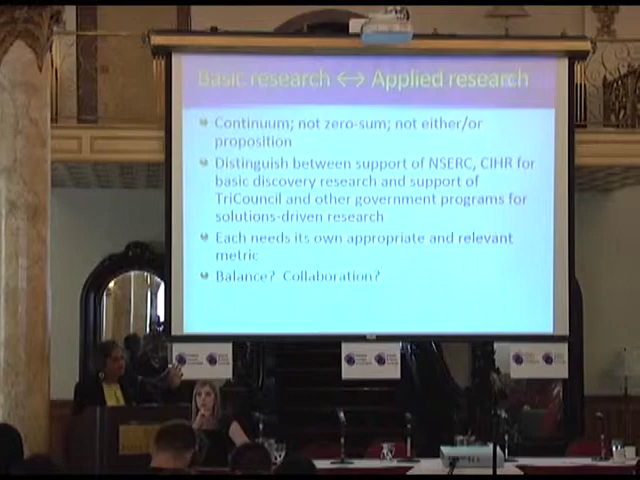 Basic research ↔ Applied research
Continuum; not zero-sum; not either/or
proposition
Distinguish between support of NSERC, CIHR for
basic discovery research and support of
TriCouncil and other government programs for
solutions-driven research
Each needs its own appropriate and relevant
metric
Balance? Collaboration?